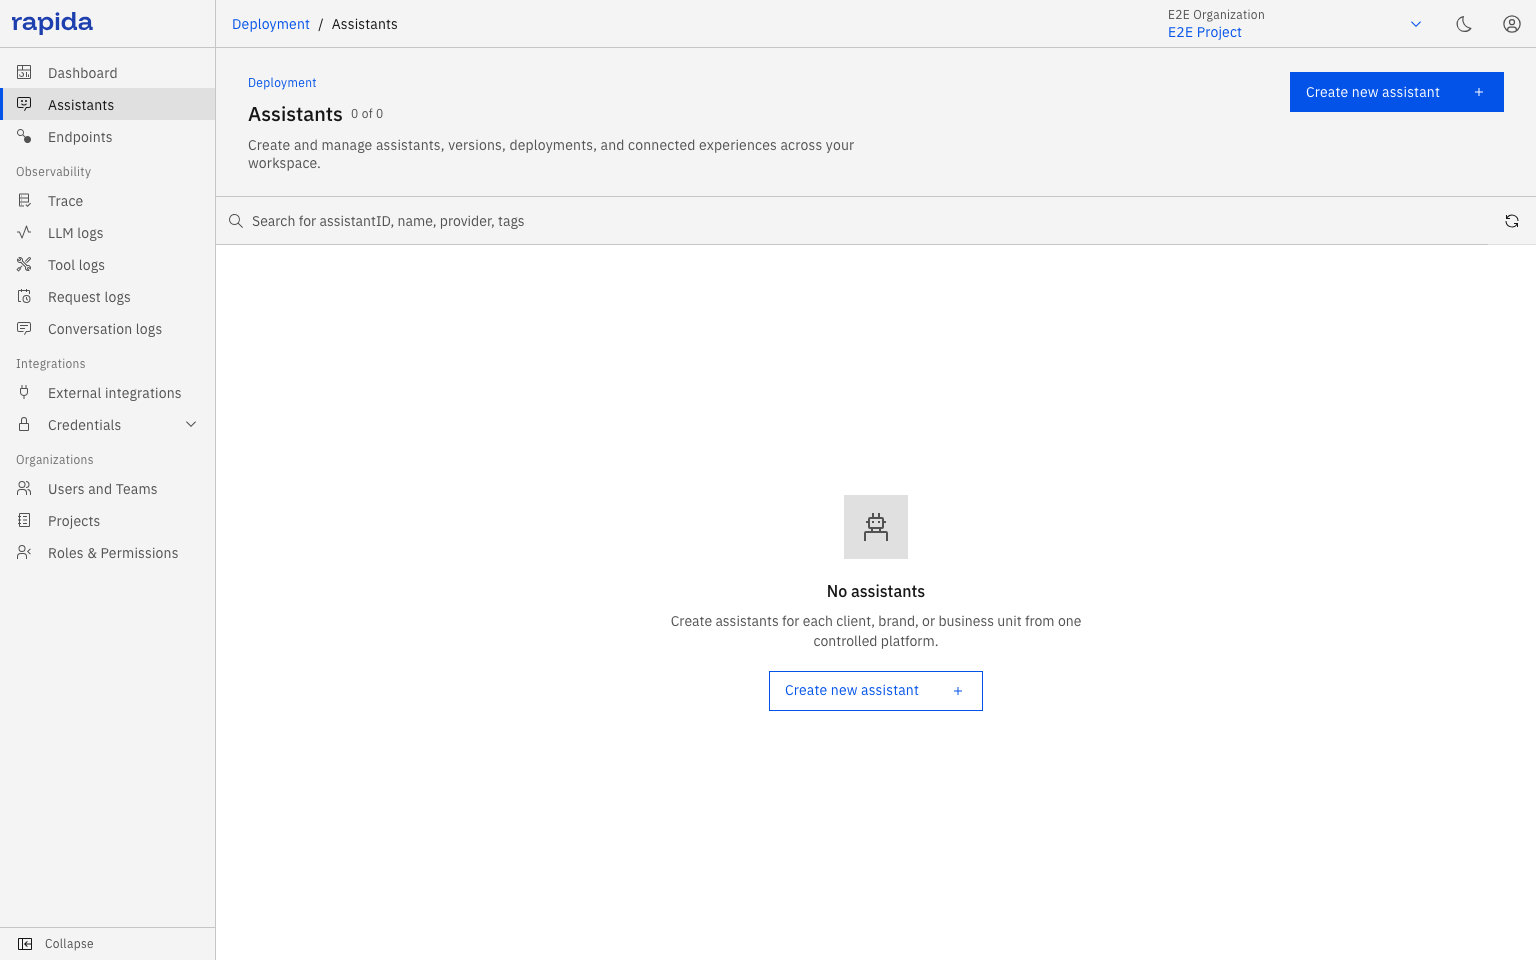 rapida
Deployment / Assistants
E2E Organization
E2E Project
Dashboard
Assistants
Endpoints
Observability
Trace
LLM logs
Tool logs
Request logs
Conversation logs
Integrations
External integrations
Credentials
Organizations
Users and Teams
Projects
Roles & Permissions
Collapse
Deployment
Assistants 0 of 0
Create and manage assistants, versions, deployments, and connected experiences across your
workspace.
Create new assistant
Search for assistantID, name, provider, tags
No assistants
Create assistants for each client, brand, or business unit from one
controlled platform.
Create new assistant